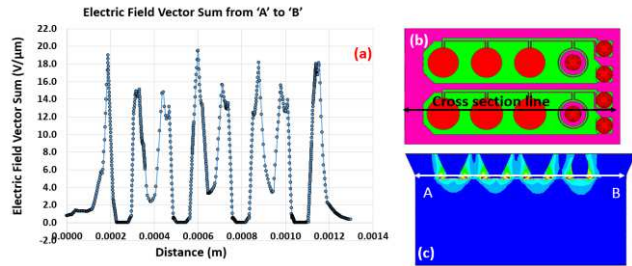 Electric Field Vector Sum from ‘A’ to ‘B’
Electric Field Vector Sum (V/μm)
22.0
20.0
18.0
16.0
14.0
12.0
10.0
8.0
6.0
4.0
2.0
0.0
-2.0
0.0000 0.0002 0.0004 0.0006 0.0008 0.0010 0.0012 0.0014
Distance (m)
(a)
(b)
Cross section line
A B
(c)